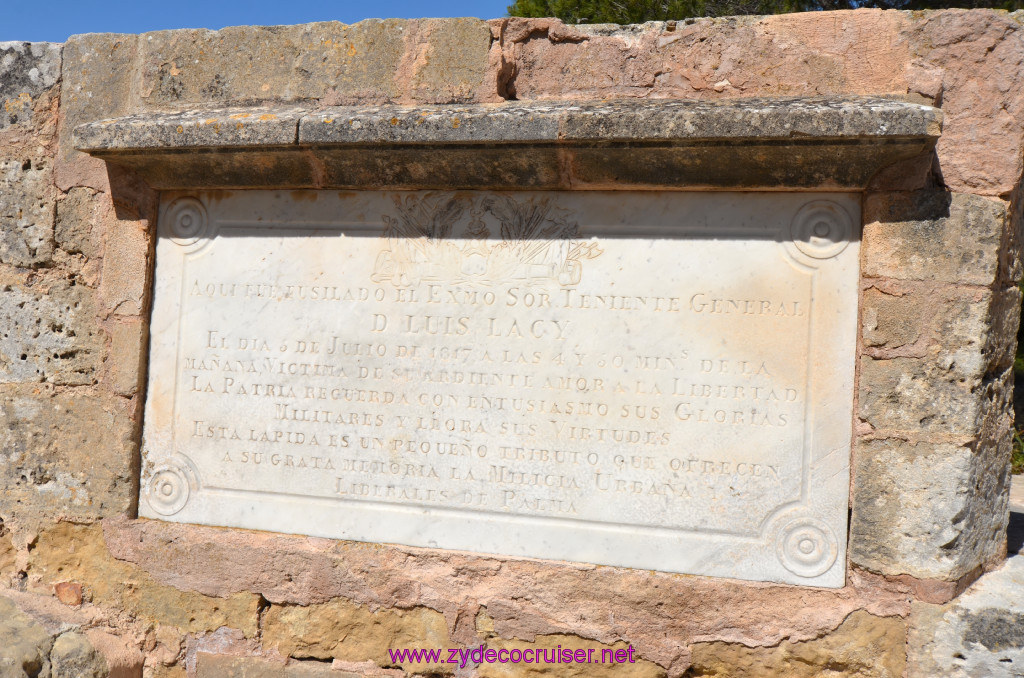 AQUI FUE FUSILADO EL EXMO SOR TENIENTE GENERAL
D LUIS LACY
EL DIA 5 DE JULIO DE 1817 A LAS 4 Y 50 MINS DE LA
MAÑANA VICTIMA DE SU ARDIENTE AMOR A LA LIBERTAD
LA PATRIA RECUERDA CON ENTUSIASMO SUS GLORIAS
MILITARES Y LLORA SUS VIRTUDES
ESTA LAPIDA ES UN PEQUEÑO TRIBUTO QUE OFRECEN
A SU GRATA MEMORIA LA MILICIA URBANA Y
LIBERALES DE PALMA
www.zydecocruiser.net